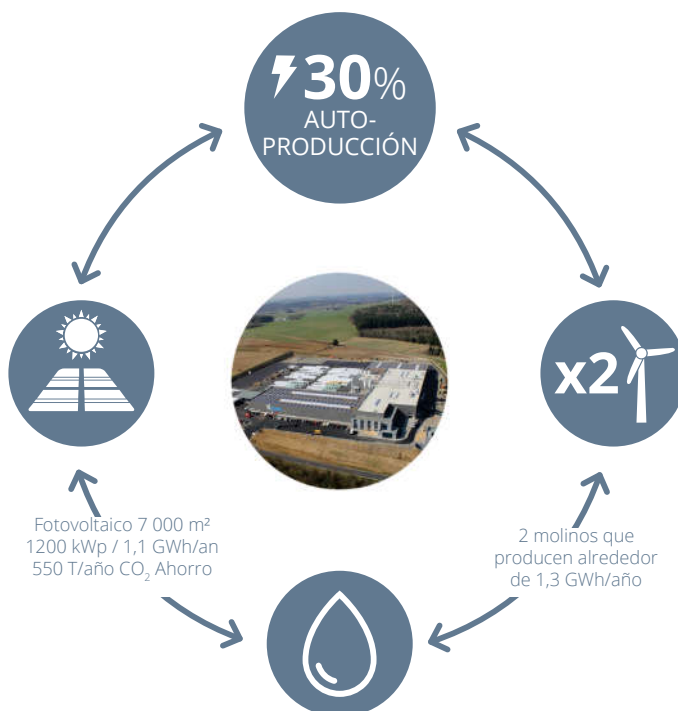 30%
AUTO-
PRODUCCIÓN
x2
Fotovoltaico 7 000 m²
1200 kWp / 1,1 GWh/an
550 T/año CO₂ Ahorro
2 molinos que
producen alrededor
de 1,3 GWh/año